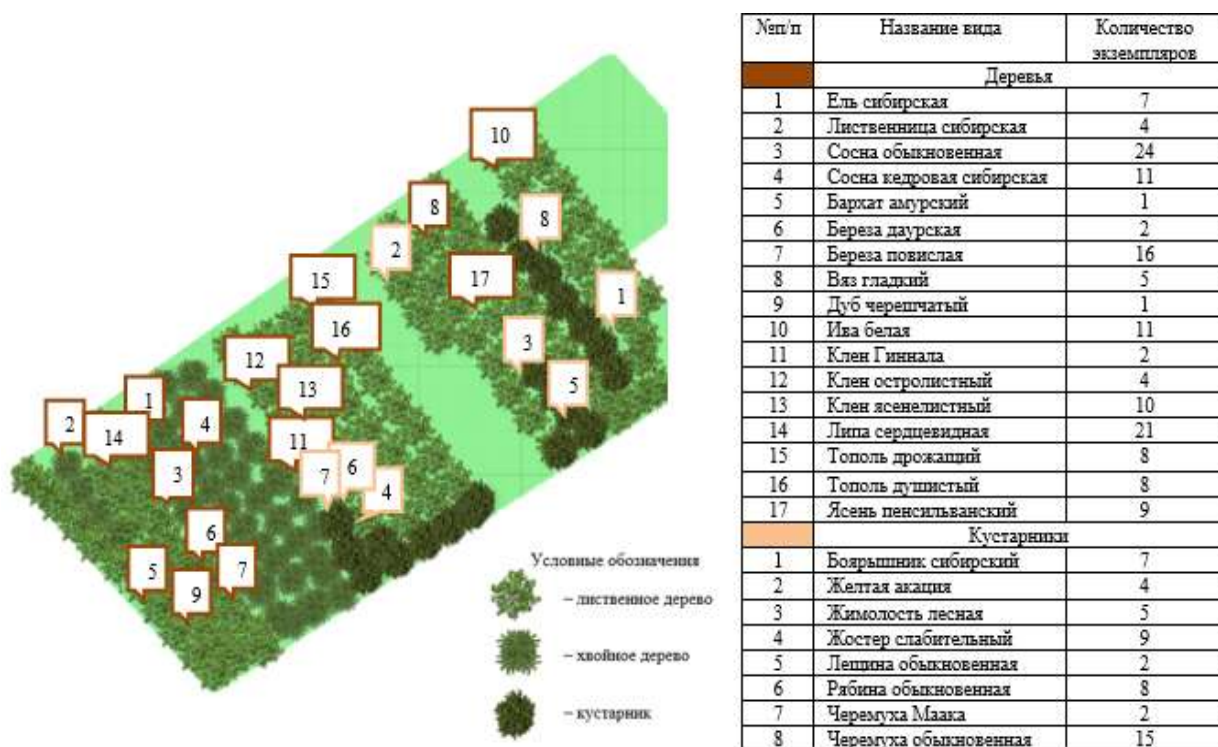 10
8
8
2
17
15
1
16
3
12
13
5
1
2
4
14
11
6
3
7
4
6
5
7
9
Условные обозначения
– лиственное дерево
– хвойное дерево
– кустарник
№п/п Название вида Количество
экземпляров
Деревья
1 Ель сибирская 7
2 Лиственница сибирская 4
3 Сосна обыкновенная 24
4 Сосна кедровая сибирская 11
5 Бархат амурский 1
6 Береза даурская 2
7 Береза повислая 16
8 Вяз гладкий 5
9 Дуб черешчатый 1
10 Ива белая 11
11 Клен Гиннала 2
12 Клен остролистный 4
13 Клен ясенелистный 10
14 Липа сердцевидная 21
15 Тополь дрожащий 8
16 Тополь душистый 8
17 Ясень пенсильванский 9
Кустарники
1 Боярышник сибирский 7
2 Желтая акация 4
3 Жимолость лесная 5
4 Жостер слабительный 9
5 Лещина обыкновенная 2
6 Рябина обыкновенная 8
7 Черемуха Маака 2
8 Черемуха обыкновенная 15